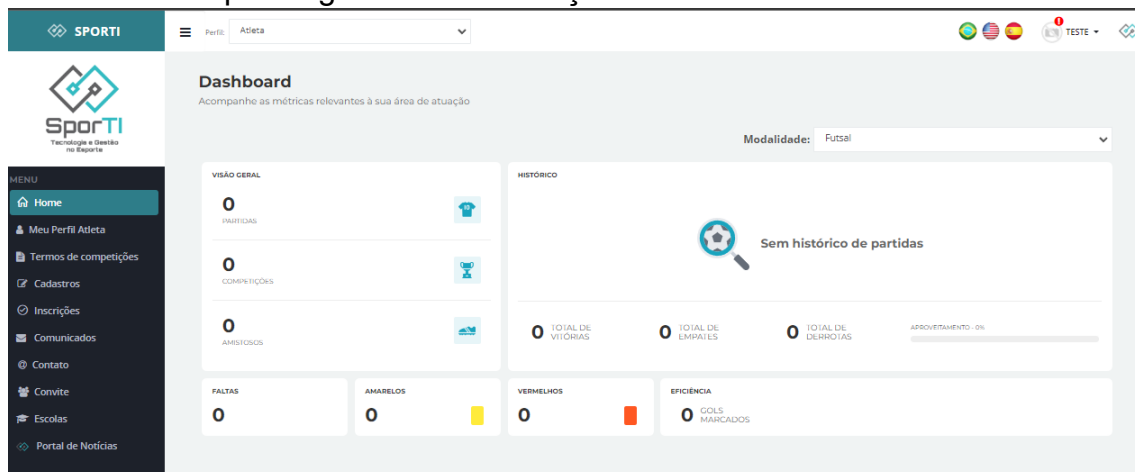 SPORTI
Perfil: Atleta
TESTE
SporTI
Tecnologia e Gestão
no Esporte
MENU
Home
Meu Perfil Atleta
Termos de competições
Cadastros
Inscrições
Comunicados
Contato
Convite
Escolas
Portal de Notícias
Dashboard
Acompanhe as métricas relevantes à sua área de atuação
Modalidade: Futsal
VISÃO GERAL
0
PARTIDAS
0
COMPETIÇÕES
0
AMISTOSOS
HISTÓRICO
Sem histórico de partidas
0 TOTAL DE VITÓRIAS
0 TOTAL DE EMPATES
0 TOTAL DE DERROTAS
APROVEITAMENTO - 0%
FALTAS
0
AMARELOS
0
VERMELHOS
0
EFICIÊNCIA
0 GOLS MARCADOS